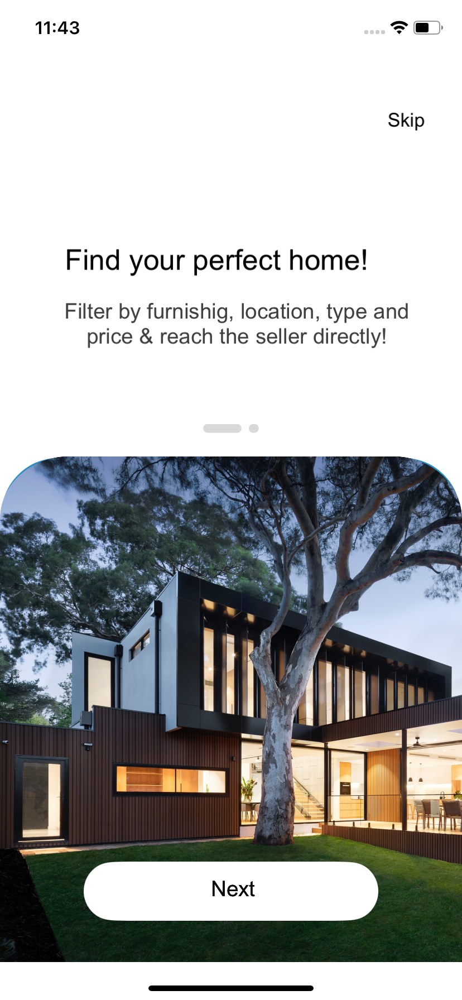 11:43
Skip
Find your perfect home!
Filter by furnishig, location, type and
price & reach the seller directly!
Next